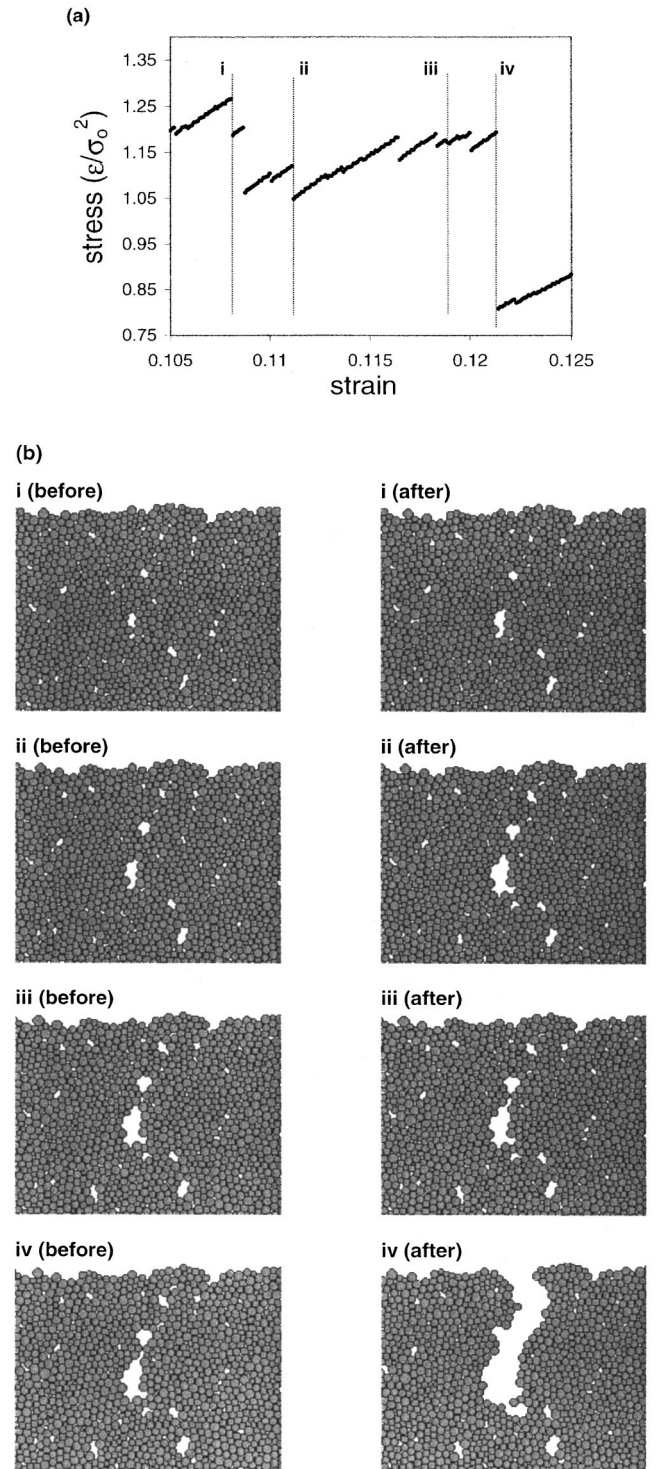 (a)
i ii iii iv
1.35
1.25
1.15
1.05
0.95
0.85
0.75
stress (ε/σ₀²)
0.105 0.11 0.115 0.12 0.125
strain
(b)
i (before) i (after)
ii (before) ii (after)
iii (before) iii (after)
iv (before) iv (after)